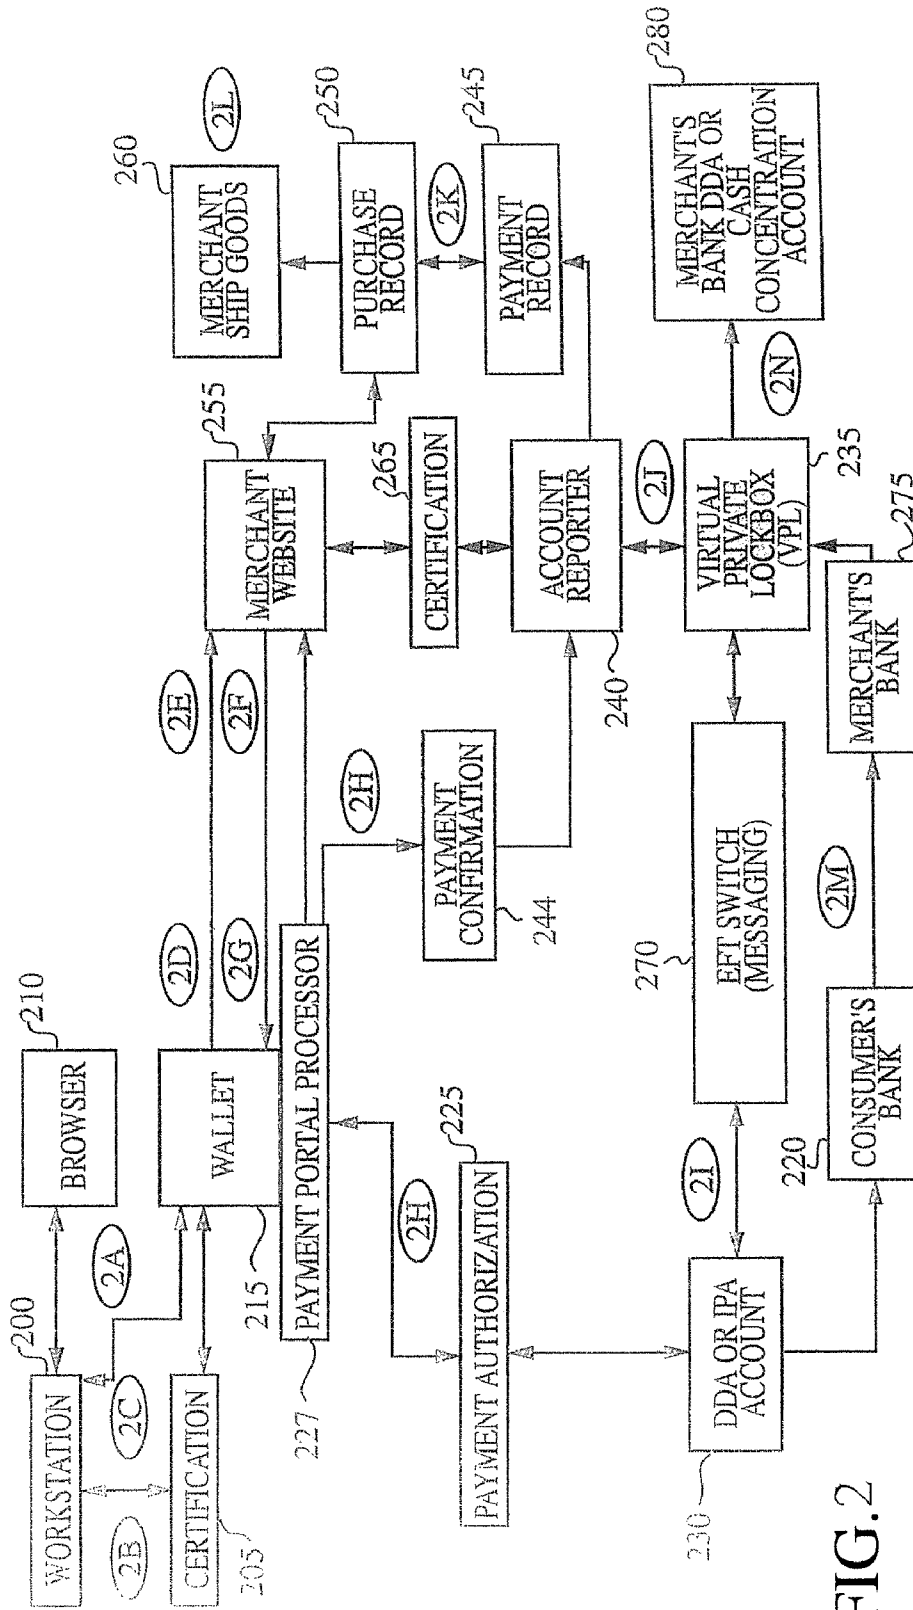 200
WORKSTATION
2B
CERTIFICATION
205
2C
2A
210
BROWSER
WALLET
215
PAYMENT PORTAL PROCESSOR
227
2D
2E
2G
2F
255
MERCHANT
WEBSITE
260
MERCHANT
SHIP GOODS
2L
250
PURCHASE
RECORD
2K
245
PAYMENT
RECORD
265
CERTIFICATION
2H
PAYMENT
CONFIRMATION
244
ACCOUNT
REPORTER
240
2J
2H
225
PAYMENT AUTHORIZATION
2I
DDA OR IPA
ACCOUNT
230
270
EFT SWITCH
(MESSAGING)
VIRTUAL
PRIVATE
LOCKBOX
(VPL)
235
2N
280
MERCHANT'S
BANK DDA OR
CASH
CONCENTRATION
ACCOUNT
220
CONSUMER'S
BANK
2M
MERCHANT'S
BANK
275
FIG.2